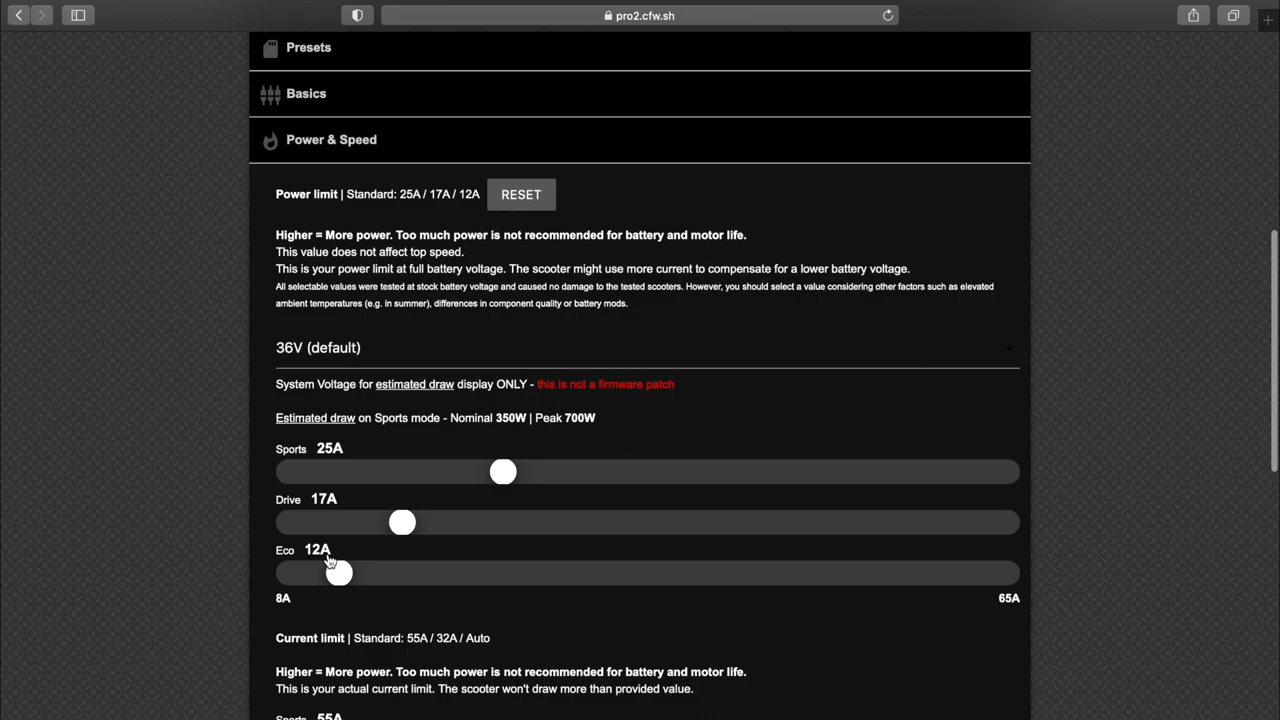 pro2.cfw.sh
Presets
Basics
Power & Speed
Power limit | Standard: 25A / 17A / 12A RESET
Higher = More power. Too much power is not recommended for battery and motor life.
This value does not affect top speed.
This is your power limit at full battery voltage. The scooter might use more current to compensate for a lower battery voltage.
All selectable values were tested at stock battery voltage and caused no damage to the tested scooters. However, you should select a value considering other factors such as elevated
ambient temperatures (e.g. in summer), differences in component quality or battery mods.
36V (default)
System Voltage for estimated draw display ONLY - this is not a firmware patch
Estimated draw on Sports mode - Nominal 350W | Peak 700W
Sports 25A
Drive 17A
Eco 12A
8A 65A
Current limit | Standard: 55A / 32A / Auto
Higher = More power. Too much power is not recommended for battery and motor life.
This is your actual current limit. The scooter won't draw more than provided value.
Sports 55A